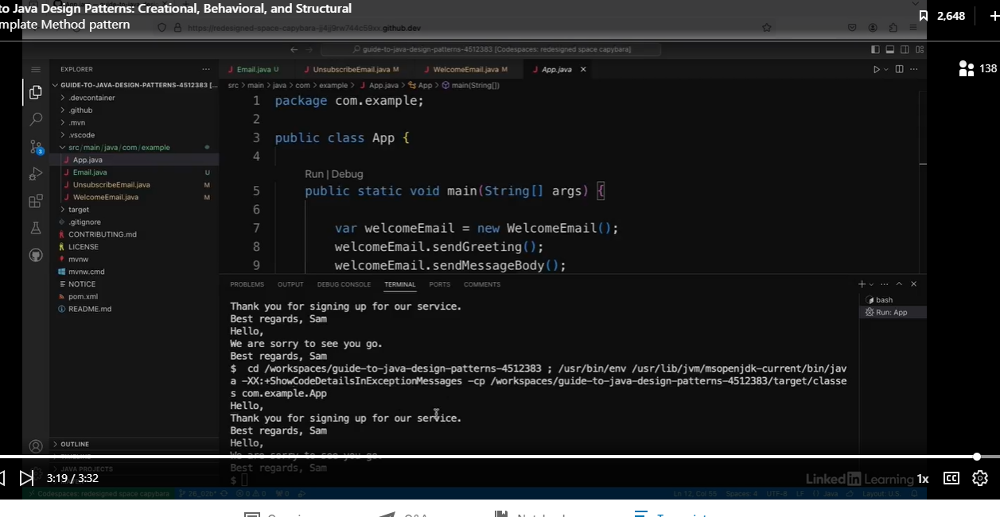 to Java Design Patterns: Creational, Behavioral, and Structural
mplate Method pattern
2,648
138
https://redesigned-space-capybara-jj4jj9rw744c59xx.github.dev
guide-to-java-design-patterns-4512383 [Codespaces: redesigned space capybara]
EXPLORER
GUIDE-TO-JAVA-DESIGN-PATTERNS-4512383 [...
.devcontainer
.github
.mvn
.vscode
src/main/java/com/example
App.java
Email.java U
UnsubscribeEmail.java M
WelcomeEmail.java M
target
.gitignore
CONTRIBUTING.md
LICENSE
mvnw
mvnw.cmd
NOTICE
pom.xml
README.md
OUTLINE
TIMELINE
JAVA PROJECTS
Email.java U UnsubscribeEmail.java M WelcomeEmail.java M App.java
src > main > java > com > example > App.java > App > main(String[])
1 package com.example;
2
3 public class App {
4
Run | Debug
5 public static void main(String[] args) {
6
7 var welcomeEmail = new WelcomeEmail();
8 welcomeEmail.sendGreeting();
9 welcomeEmail.sendMessageBody();
PROBLEMS OUTPUT DEBUG CONSOLE TERMINAL PORTS COMMENTS
bash
Run: App
Thank you for signing up for our service.
Best regards, Sam
Hello,
We are sorry to see you go.
Best regards, Sam
$ cd /workspaces/guide-to-java-design-patterns-4512383 ; /usr/bin/env /usr/lib/jvm/msopenjdk-current/bin/jav
a -XX:+ShowCodeDetailsInExceptionMessages -cp /workspaces/guide-to-java-design-patterns-4512383/target/classe
s com.example.App
Hello,
Thank you for signing up for our service.
Best regards, Sam
Hello,
We are sorry to see you go.
Best regards, Sam
$
3:19 / 3:32
LinkedIn Learning
1x
CC
Codespaces: redesigned space capybara 26_02b* 0 0 0
Ln 12, Col 55 Spaces: 4 UTF-8 LF Java Layout: U.S.